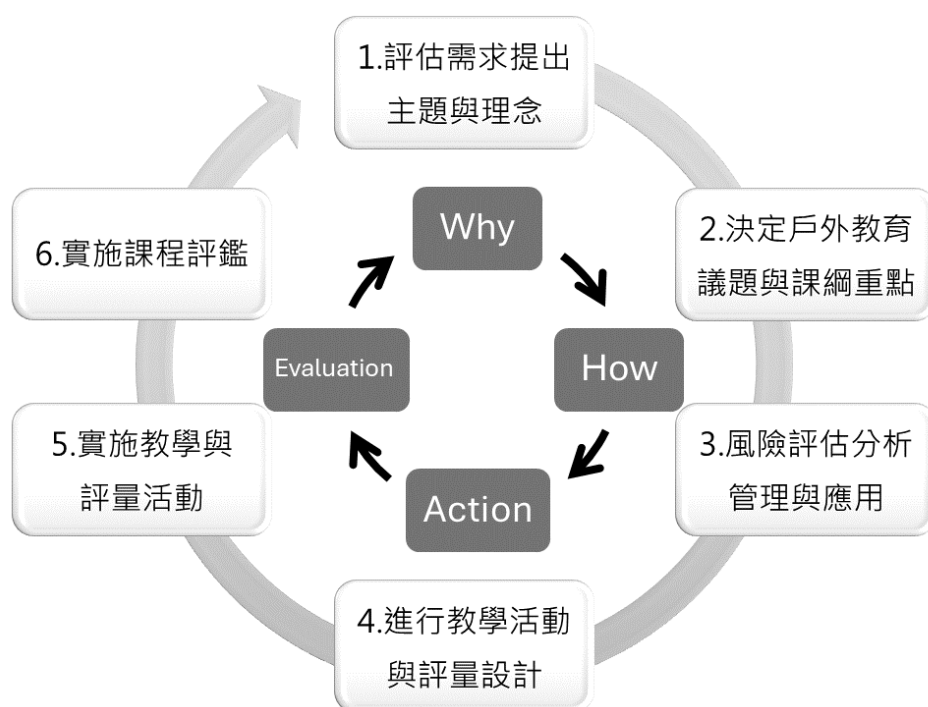 1.評估需求提出
主題與理念
2.決定戶外教育
議題與課綱重點
3.風險評估分析
管理與應用
4.進行教學活動
與評量設計
5.實施教學與
評量活動
6.實施課程評鑑
Why
How
Action
Evaluation